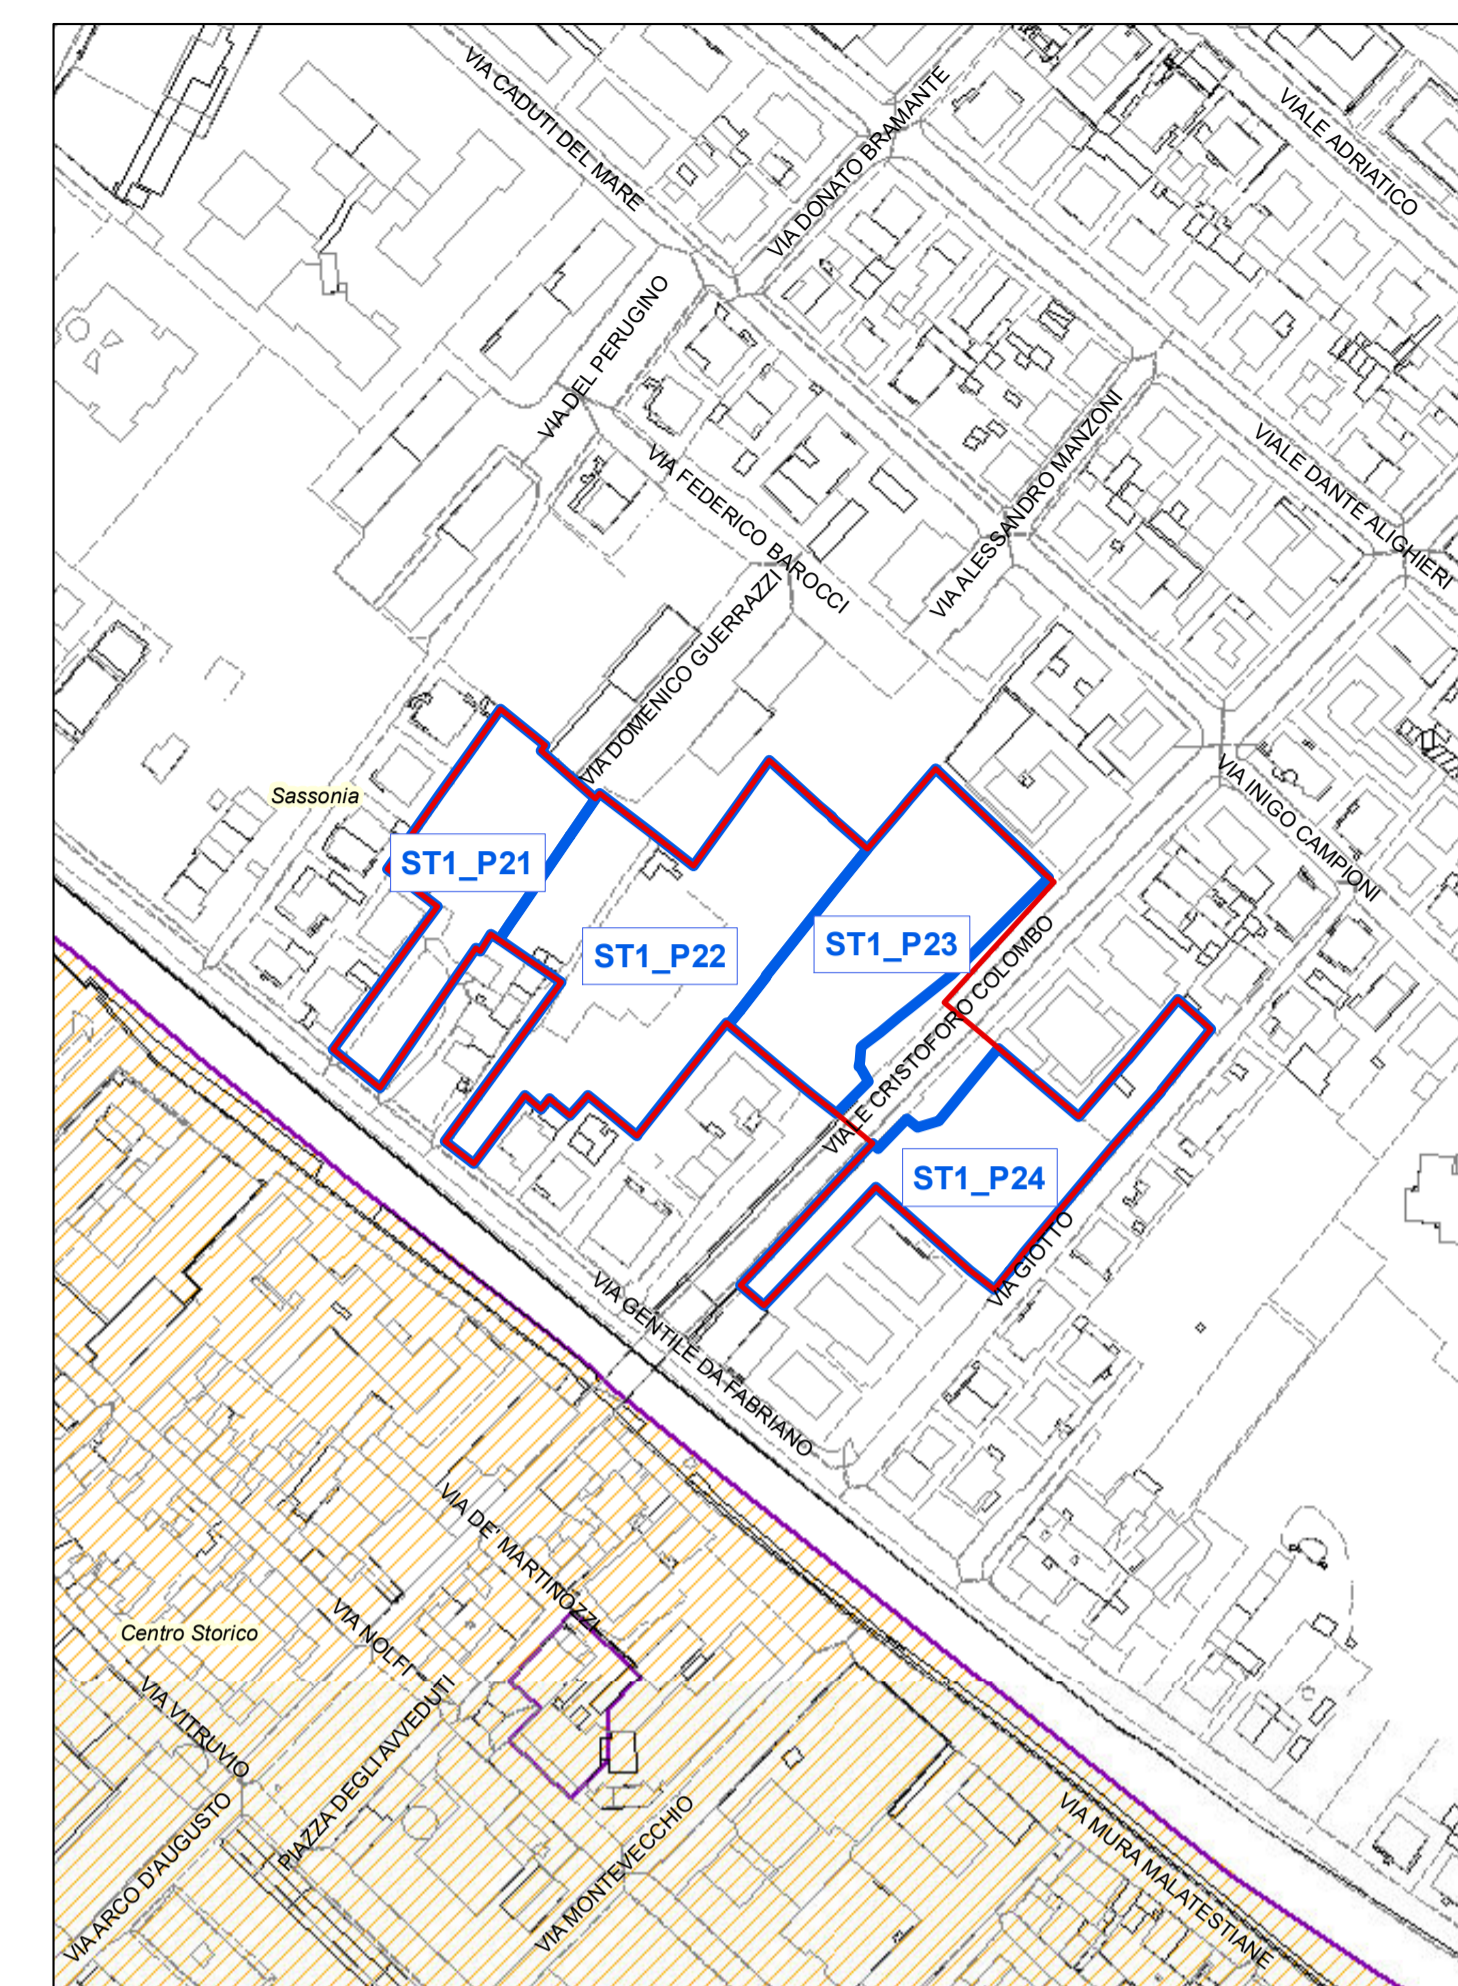 VIA CADUTI DEL MARE
VIA DONATO BRAMANTE
VIALE ADRIATICO
VIA DEL PERUGINO
VIA FEDERICO BAROCCI
VIA ALESSANDRO MANZONI
VIALE DANTE ALIGHIERI
VIA DOMENICO GUERRAZZI
Sassonia
VIA INIGO CAMPIONI
ST1_P21
ST1_P22
ST1_P23
VIALE CRISTOFORO COLOMBO
ST1_P24
VIA GIOTTO
VIA GENTILE DA FABRIANO
VIA DE' MARTINOZZI
Centro Storico
VIA NOLFI
VIA VITRUVIO
PIAZZA DEGLI AVVEDUTI
VIA ARCO D'AUGUSTO
VIA MONTEVECCHIO
VIA MURA MALATESTIANE